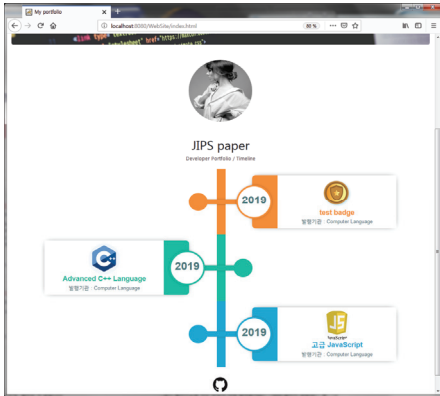 My portfolio
localhost:8080/WebSite/index.html
80 %
JIPS paper
Developer Portfolio / Timeline
2019
test badge
발행기관 : Computer Language
2019
Advanced C++ Language
발행기관 : Computer Language
2019
JS
JavaScript
고급 JavaScript
발행기관 : Computer Language